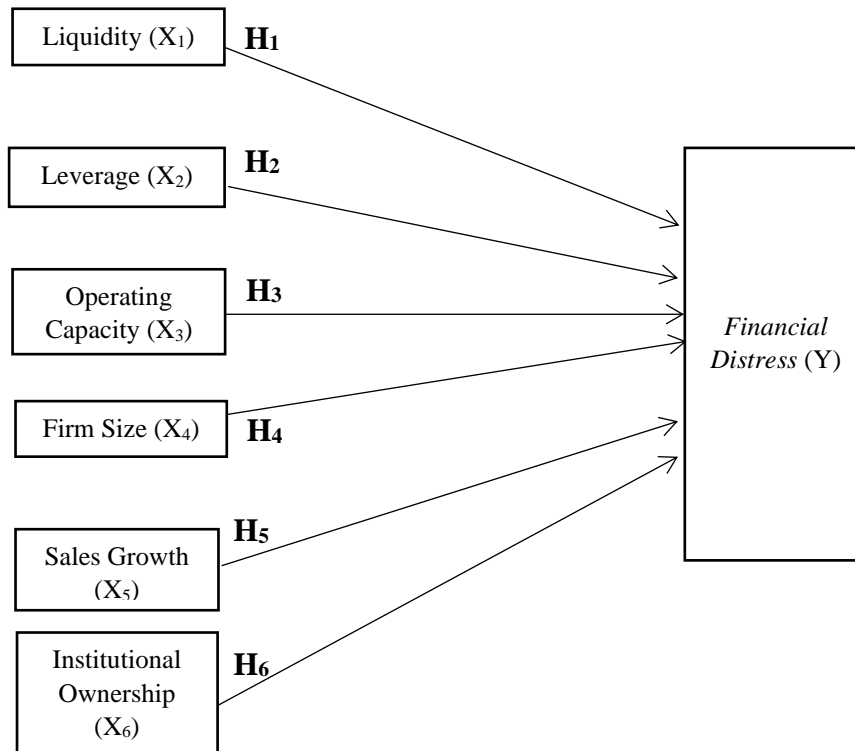 Liquidity (X₁)
H₁
Leverage (X₂)
H₂
Operating
Capacity (X₃)
H₃
Firm Size (X₄)
H₄
Sales Growth
(X₅)
H₅
Institutional
Ownership
(X₆)
H₆
Financial
Distress (Y)